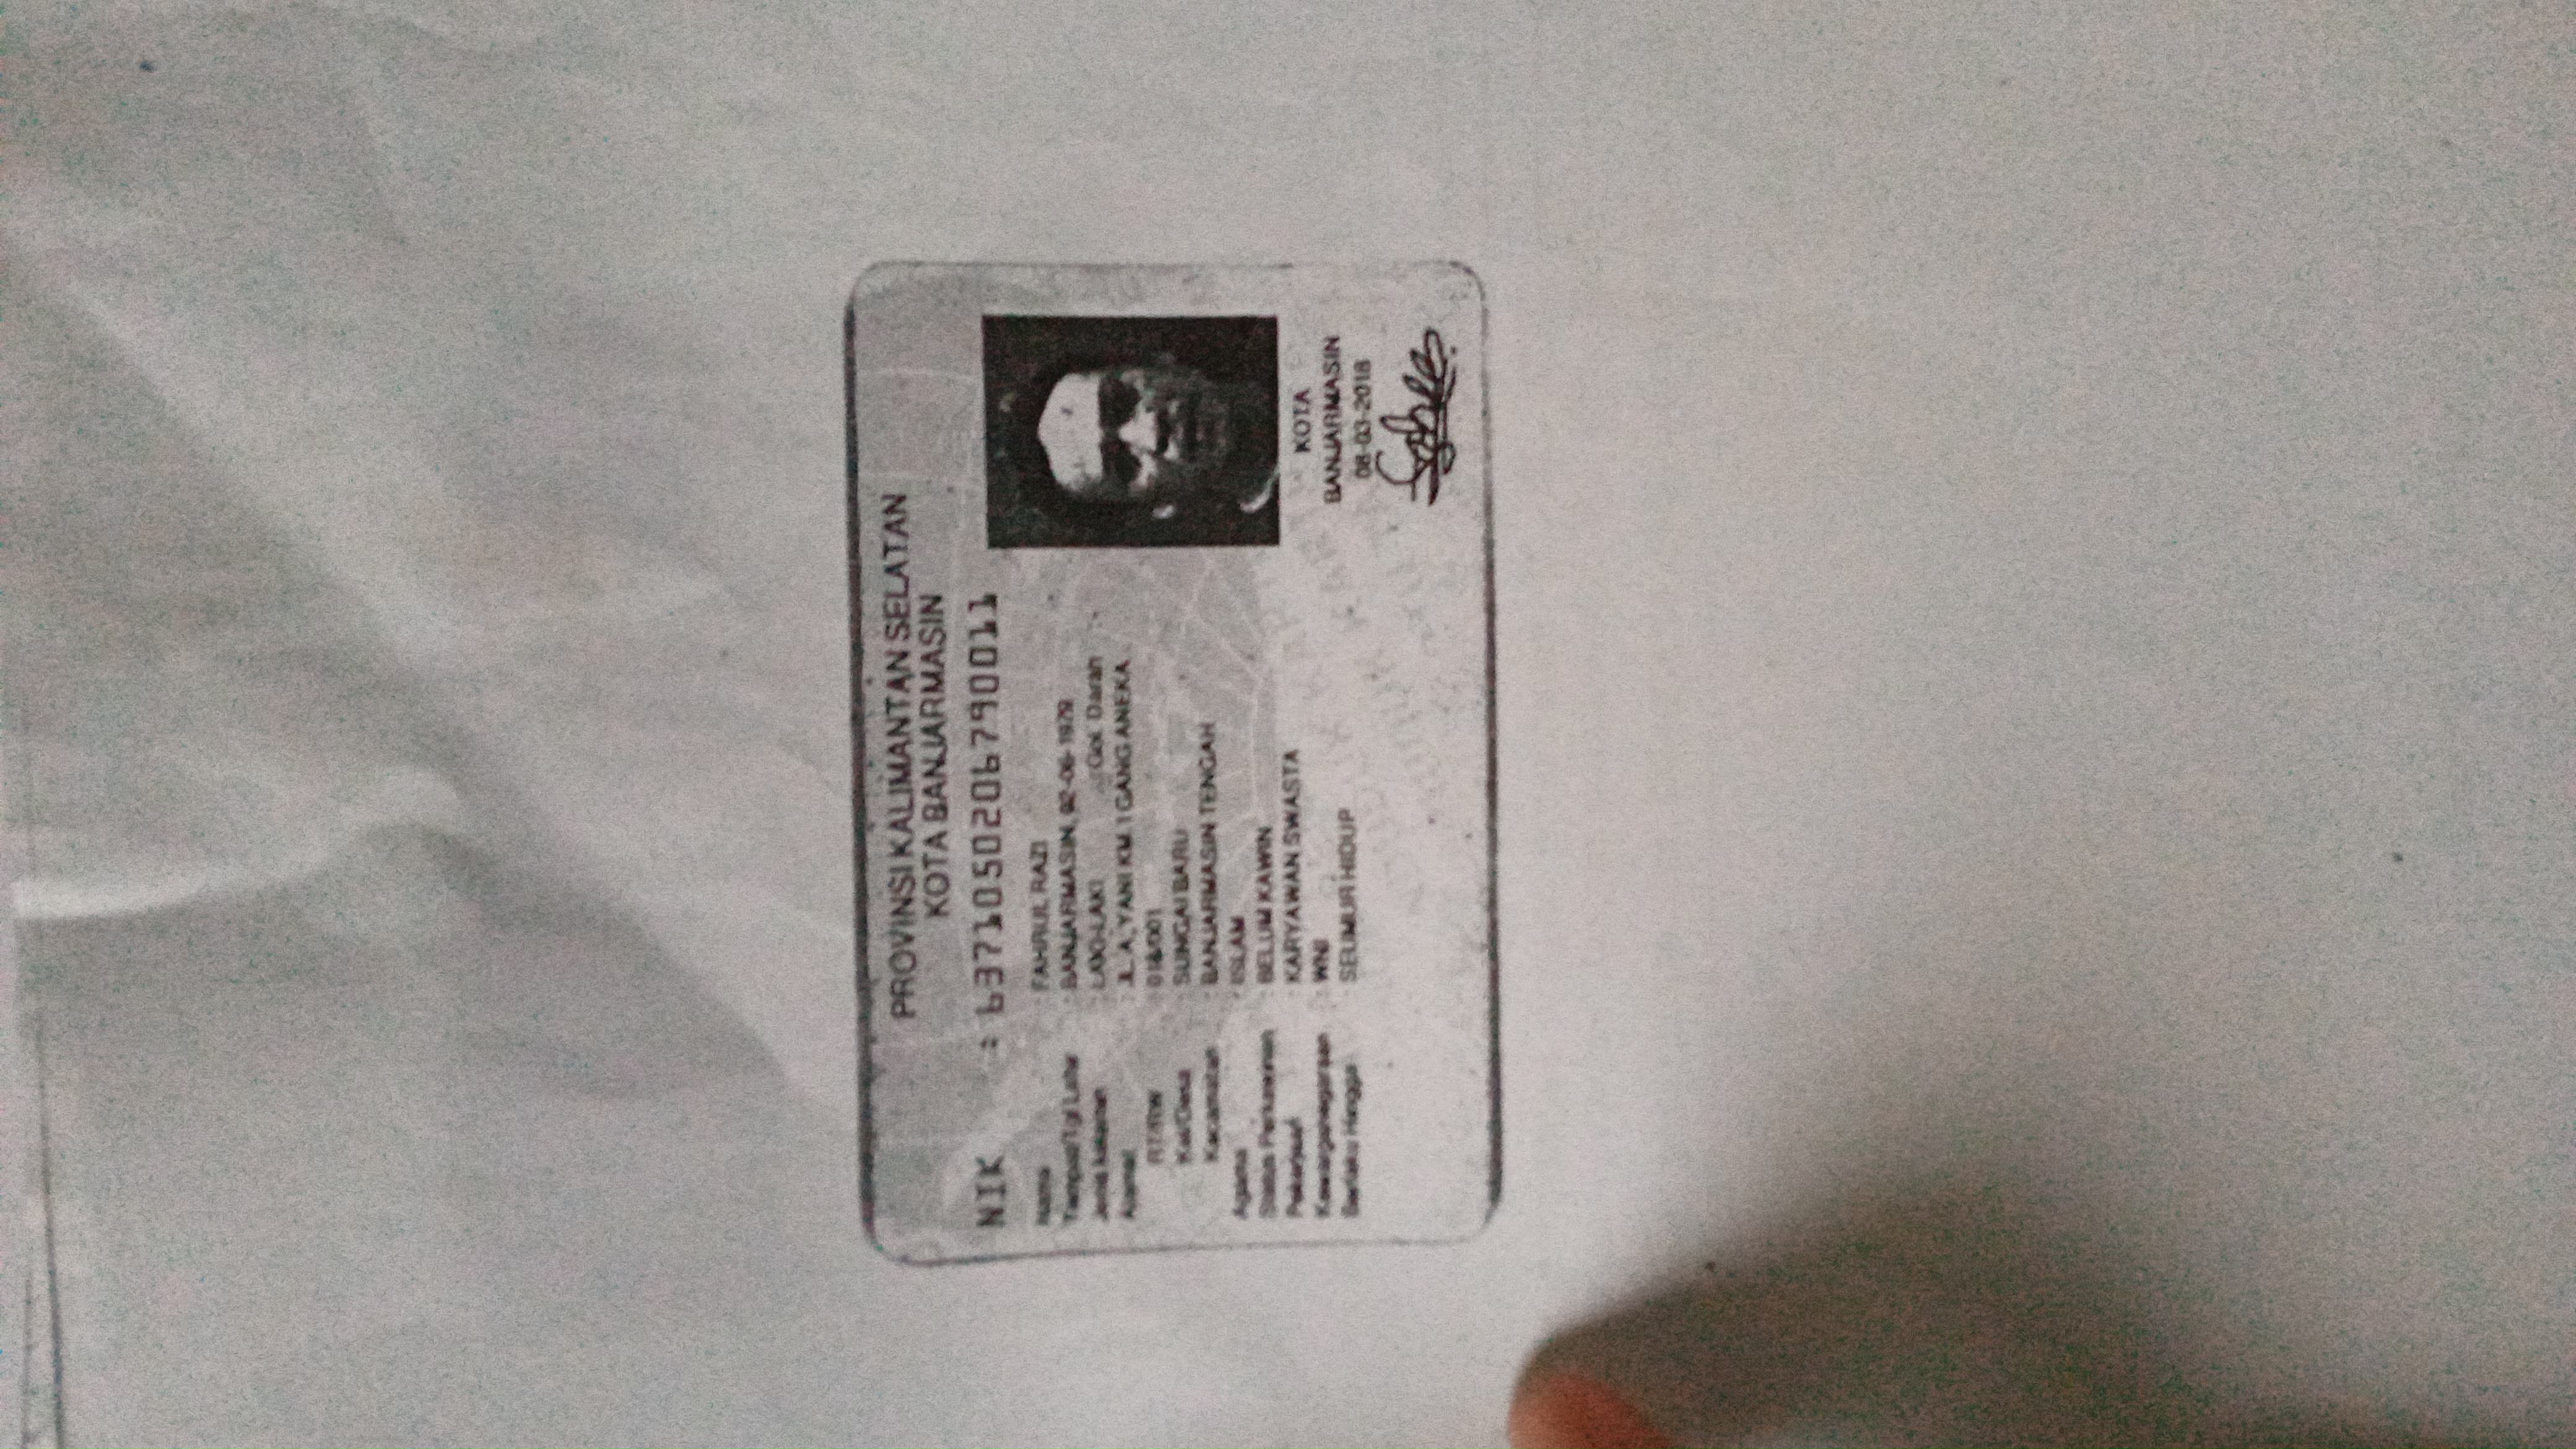 PROVINSI KALIMANTAN SELATAN
KOTA BANJARMASIN
NIK : 6371050206790011
Nama : FAHRUL RAZI
Tempat/Tgl Lahir : BANJARMASIN, 02-06-1979
Jenis kelamin : LAKI-LAKI Gol. Darah
Alamat : JL. A. YANI KM 1 GANG ANEKA
RT/RW
Kel/Desa : SUNGAI BARU
Kecamatan : BANJARMASIN TENGAH
Agama : ISLAM
Status Perkawinan : BELUM KAWIN
Pekerjaan : KARYAWAN SWASTA
Kewarganegaraan : WNI
Berlaku Hingga : SEUMUR HIDUP
KOTA
BANJARMASIN
08-03-2018